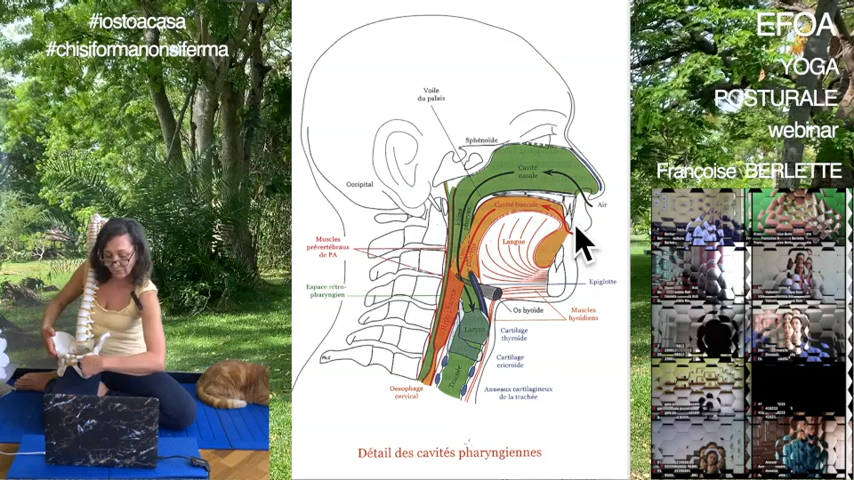 #iostoacasa
#chisiformanonsiferma
EFOA
YOGA
POSTURALE
webinar
Françoise BERLETTE
Voile
du palais
Sphénoïde
Cavité
nasale
Occipital
Air
Cavité buccale
Langue
Muscles
prévertébraux
de PA
Espace rétro-
pharyngien
Epiglotte
Os hyoïde
Muscles
hyoïdiens
Larynx
Cartilage
thyroïde
Cartilage
cricroïde
Trachée
Oesophage
cervical
Anneaux cartilagineux
de la trachée
Détail des cavités pharyngiennes